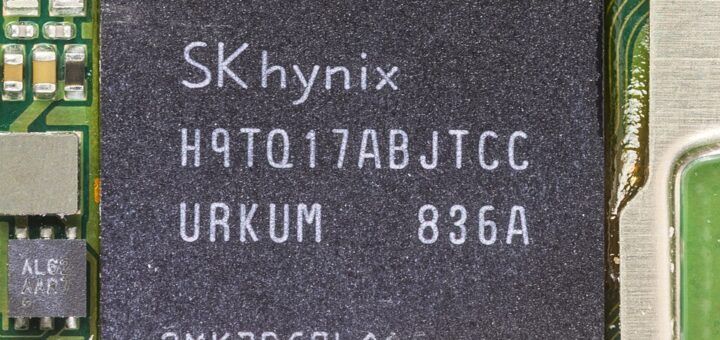 SK hynix
H9TQ17ABJTCC
URKUM 836A